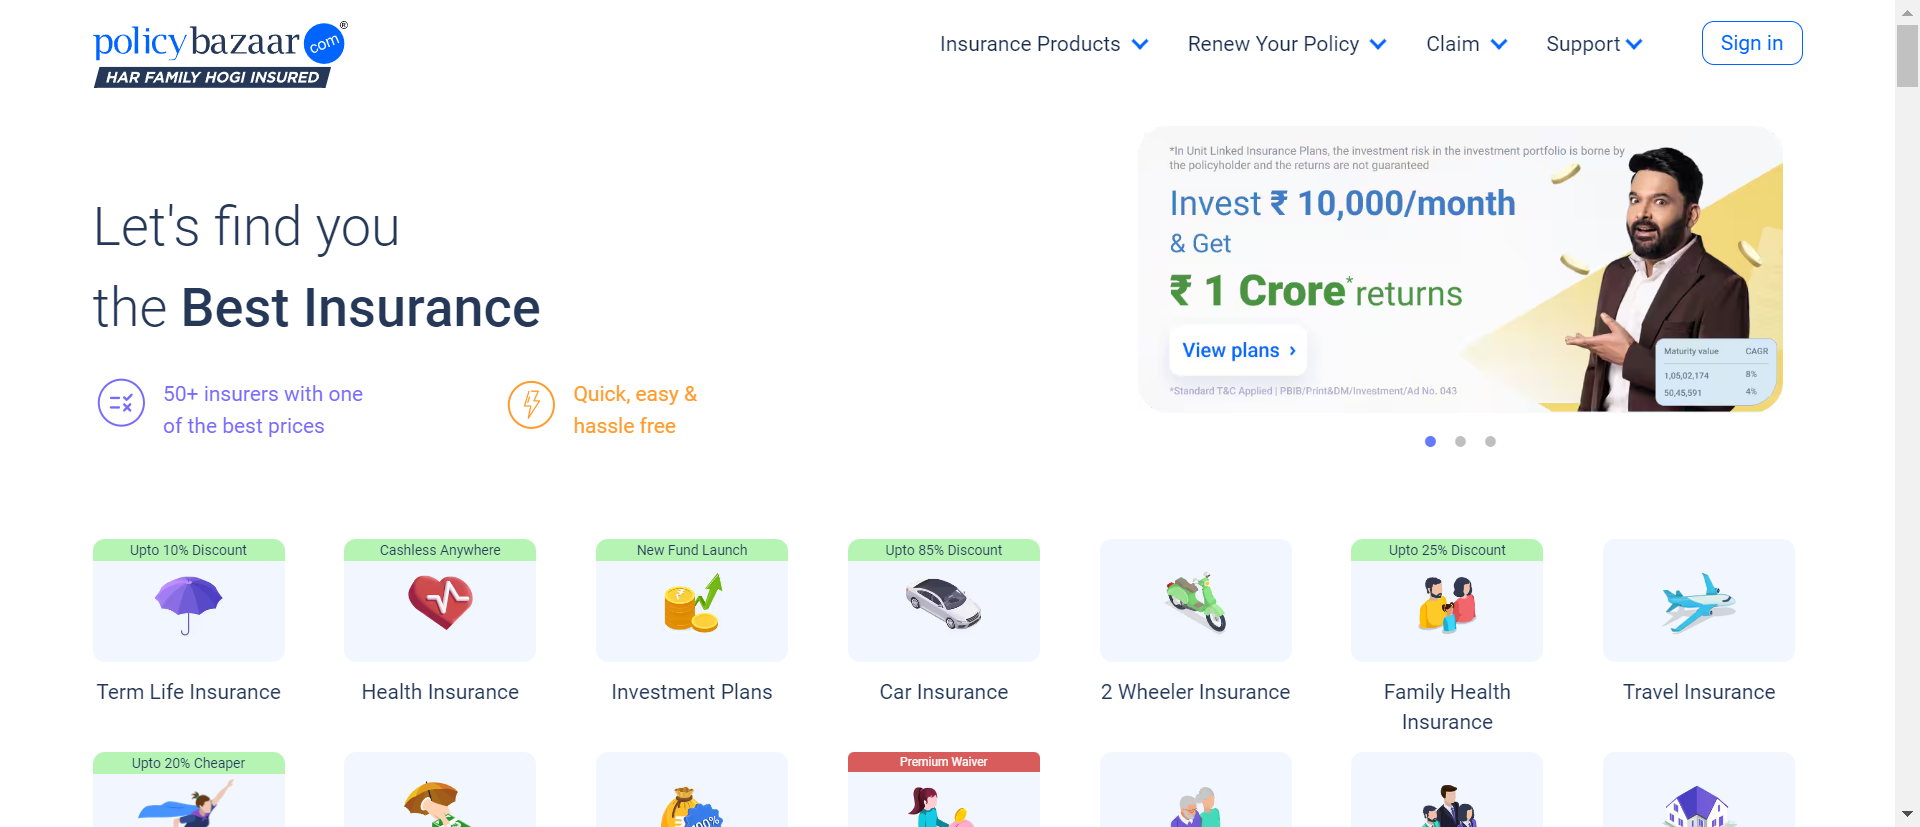 policybazaar com ®
HAR FAMILY HOGI INSURED
Insurance Products
Renew Your Policy
Claim
Support
Sign in
Let's find you
the Best Insurance
50+ insurers with one
of the best prices
Quick, easy &
hassle free
*In Unit Linked Insurance Plans, the investment risk in the investment portfolio is borne by
the policyholder and the returns are not guaranteed
Invest ₹ 10,000/month
& Get
₹ 1 Crore* returns
View plans ›
*Standard T&C Applied | PBIB/Print&DM/Investment/Ad No. 043
Maturity value CAGR
1,05,02,174 8%
50,45,591 4%
Upto 10% Discount
Term Life Insurance
Cashless Anywhere
Health Insurance
New Fund Launch
₹
Investment Plans
Upto 85% Discount
Car Insurance
2 Wheeler Insurance
Upto 25% Discount
Family Health
Insurance
Travel Insurance
Upto 20% Cheaper
100%
Premium Waiver